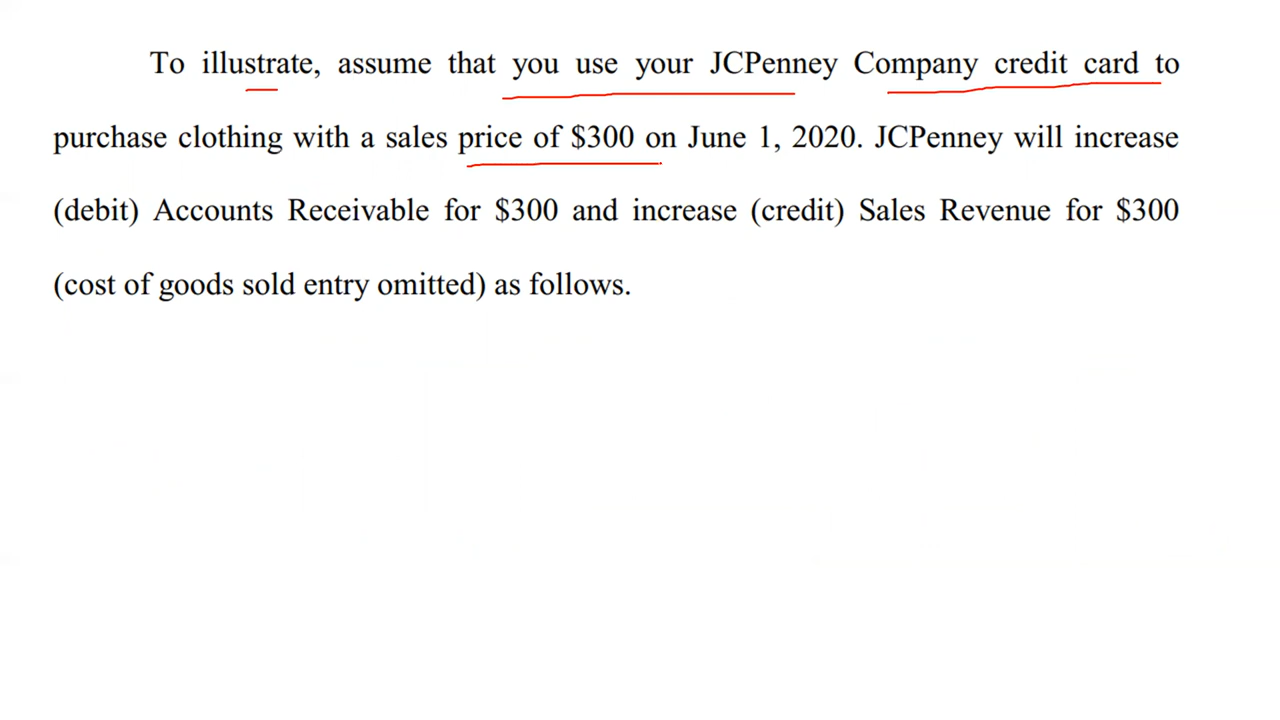 To illustrate, assume that you use your JCPenney Company credit card to
purchase clothing with a sales price of $300 on June 1, 2020. JCPenney will increase
(debit) Accounts Receivable for $300 and increase (credit) Sales Revenue for $300
(cost of goods sold entry omitted) as follows.